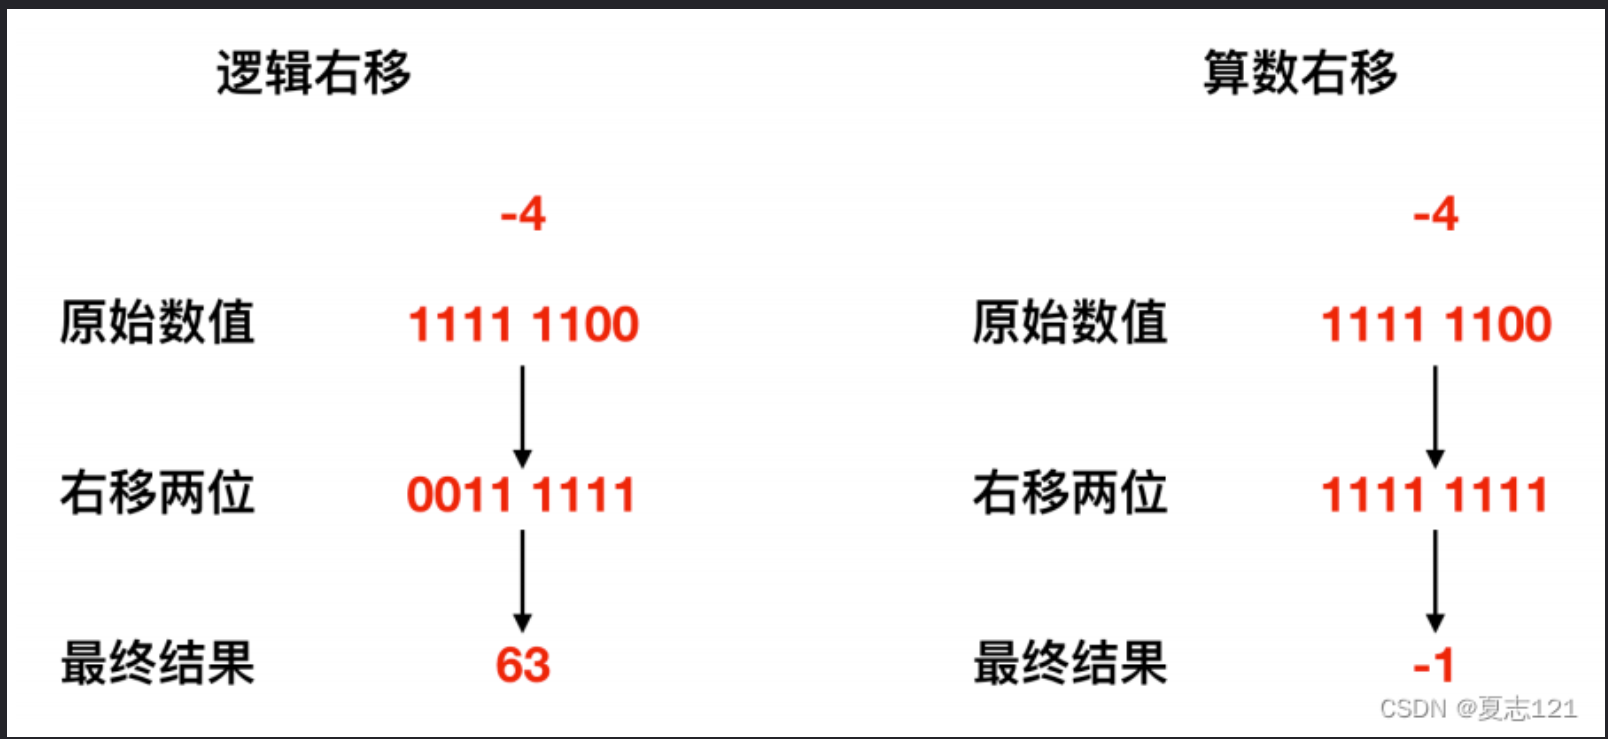 逻辑右移 算数右移
-4 -4
原始数值 1111 1100 原始数值 1111 1100
右移两位 0011 1111 右移两位 1111 1111
最终结果 63 最终结果 -1
CSDN @夏志121